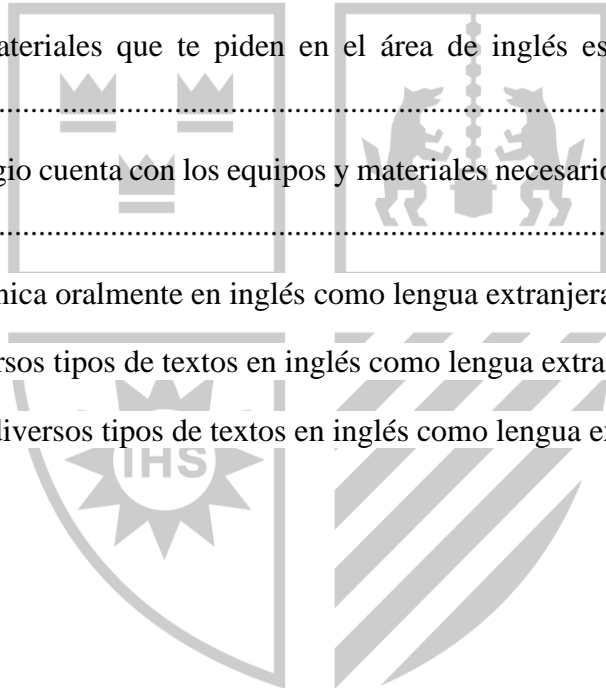 ateriales que te piden en el área de inglés es
........................................................................................
gio cuenta con los equipos y materiales necesario
........................................................................................
nica oralmente en inglés como lengua extranjera
rsos tipos de textos en inglés como lengua extra
diversos tipos de textos en inglés como lengua e
IHS